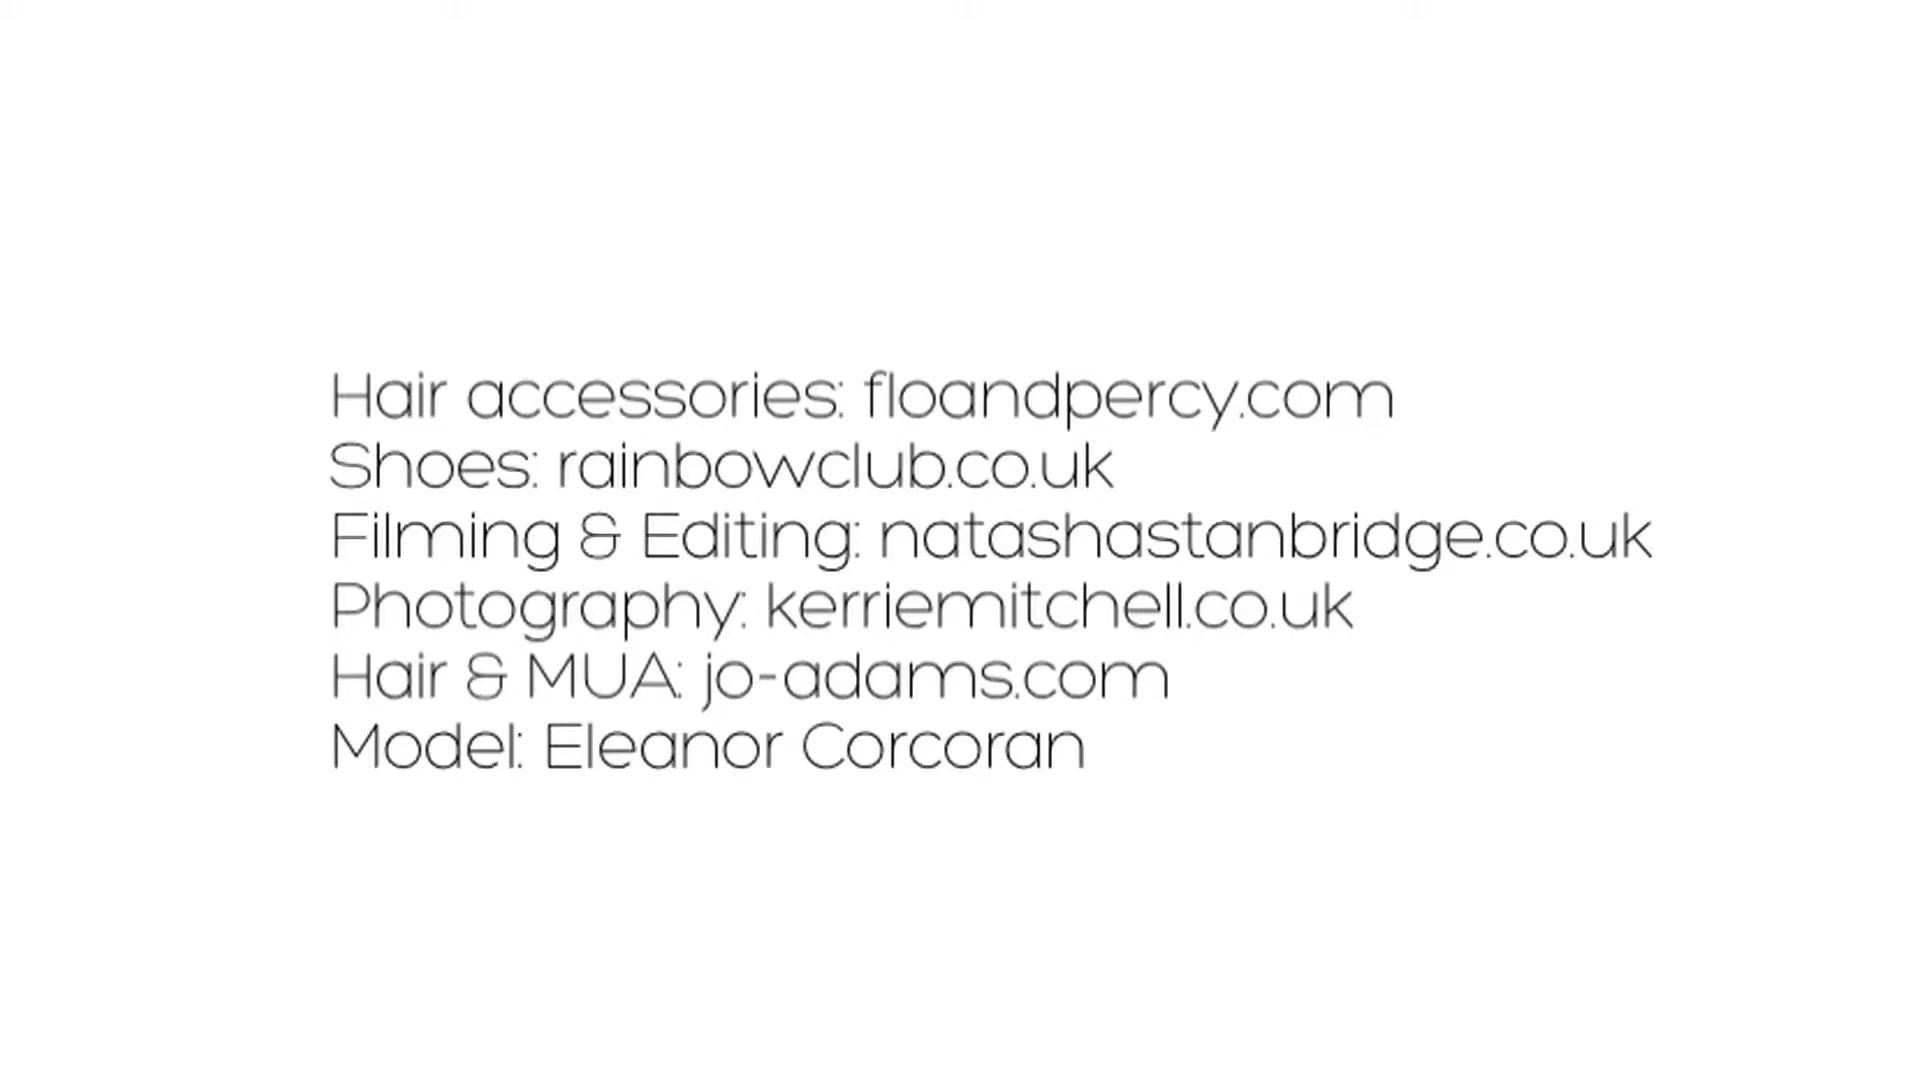 Hair accessories: floandpercy.com
Shoes: rainbowclub.co.uk
Filming & Editing: natashastanbridge.co.uk
Photography: kerriemitchell.co.uk
Hair & MUA: jo-adams.com
Model: Eleanor Corcoran